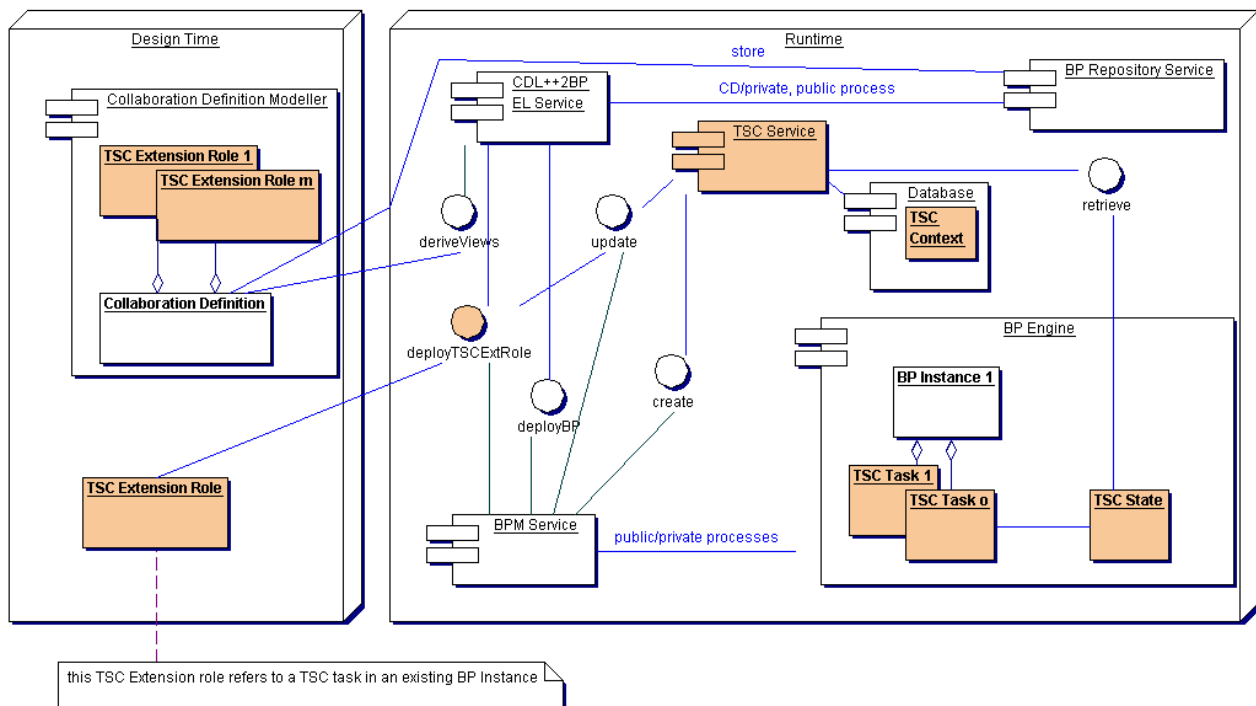 Design Time
Collaboration Definition Modeller
TSC Extension Role 1
TSC Extension Role m
Collaboration Definition
TSC Extension Role
this TSC Extension role refers to a TSC task in an existing BP Instance
Runtime
store
CDL++2BP
EL Service
CD/private, public process
BP Repository Service
TSC Service
Database
TSC
Context
retrieve
deriveViews
update
deployTSCExtRole
deployBP
create
BP Engine
BP Instance 1
TSC Task 1
TSC Task o
TSC State
BPM Service
public/private processes